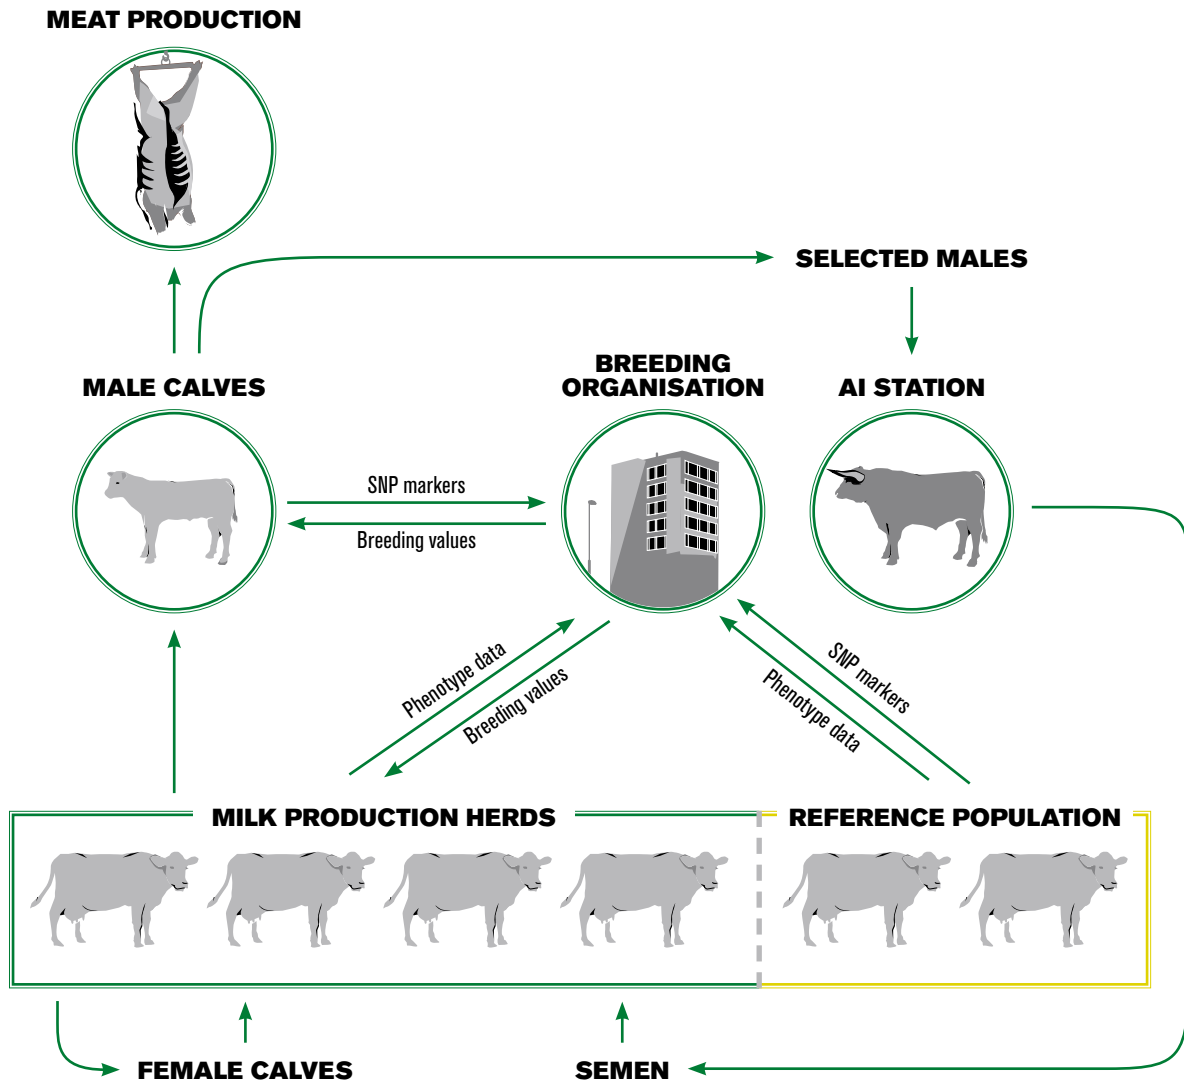 MEAT PRODUCTION
SELECTED MALES
MALE CALVES
BREEDING
ORGANISATION
AI STATION
SNP markers
Breeding values
Phenotype data
Breeding values
SNP markers
Phenotype data
MILK PRODUCTION HERDS
REFERENCE POPULATION
FEMALE CALVES
SEMEN